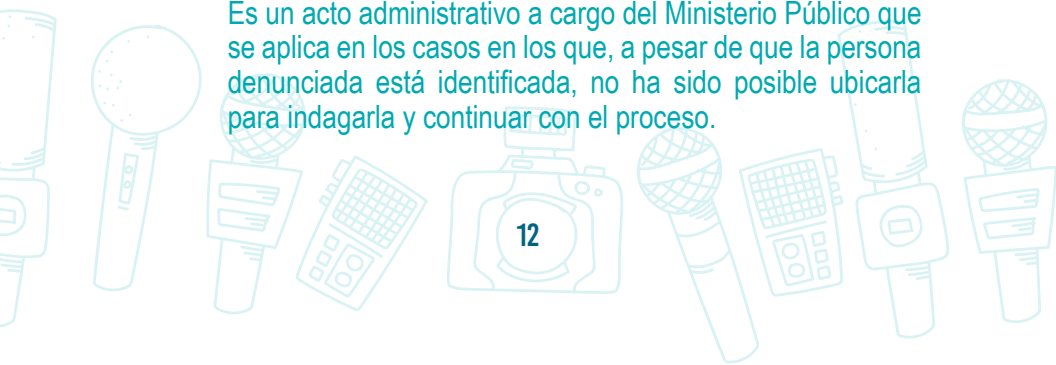 Es un acto administrativo a cargo del Ministerio Público que
se aplica en los casos en los que, a pesar de que la persona
denunciada está identificada, no ha sido posible ubicarla
para indagarla y continuar con el proceso.
12